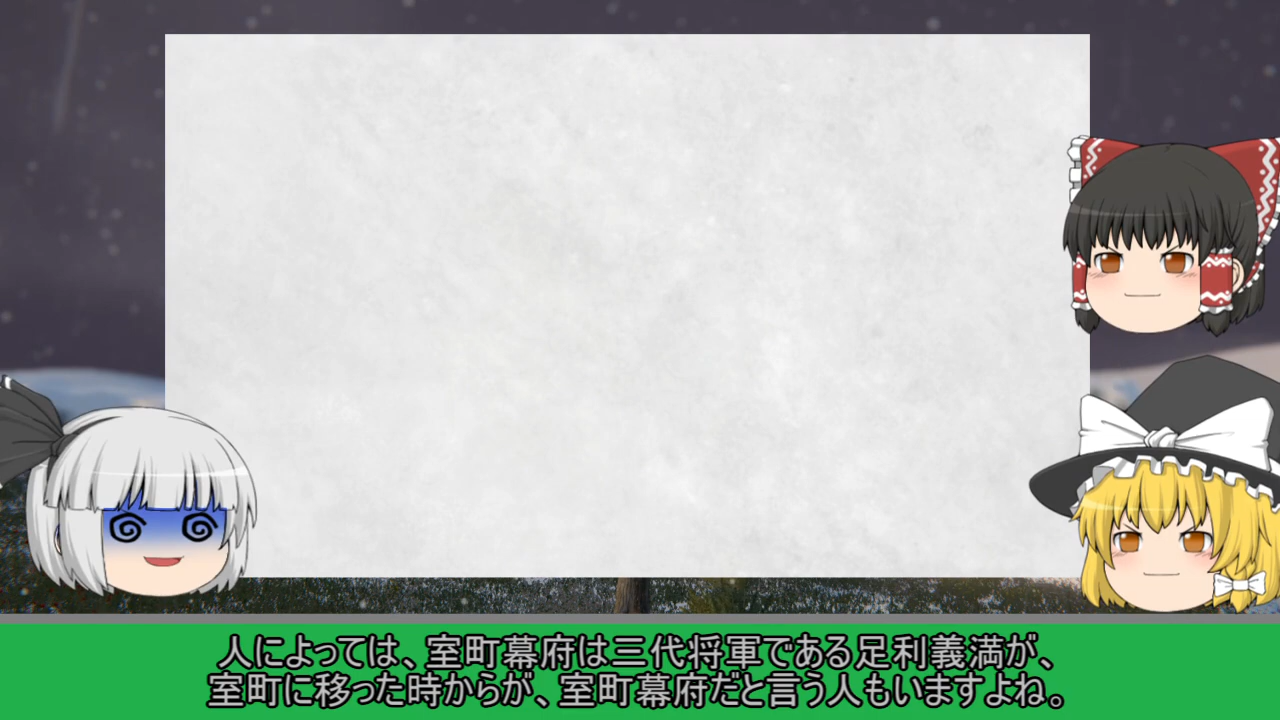 人によっては、室町幕府は三代将軍である足利義満が、
室町に移った時からが、室町幕府だと言う人もいますよね。